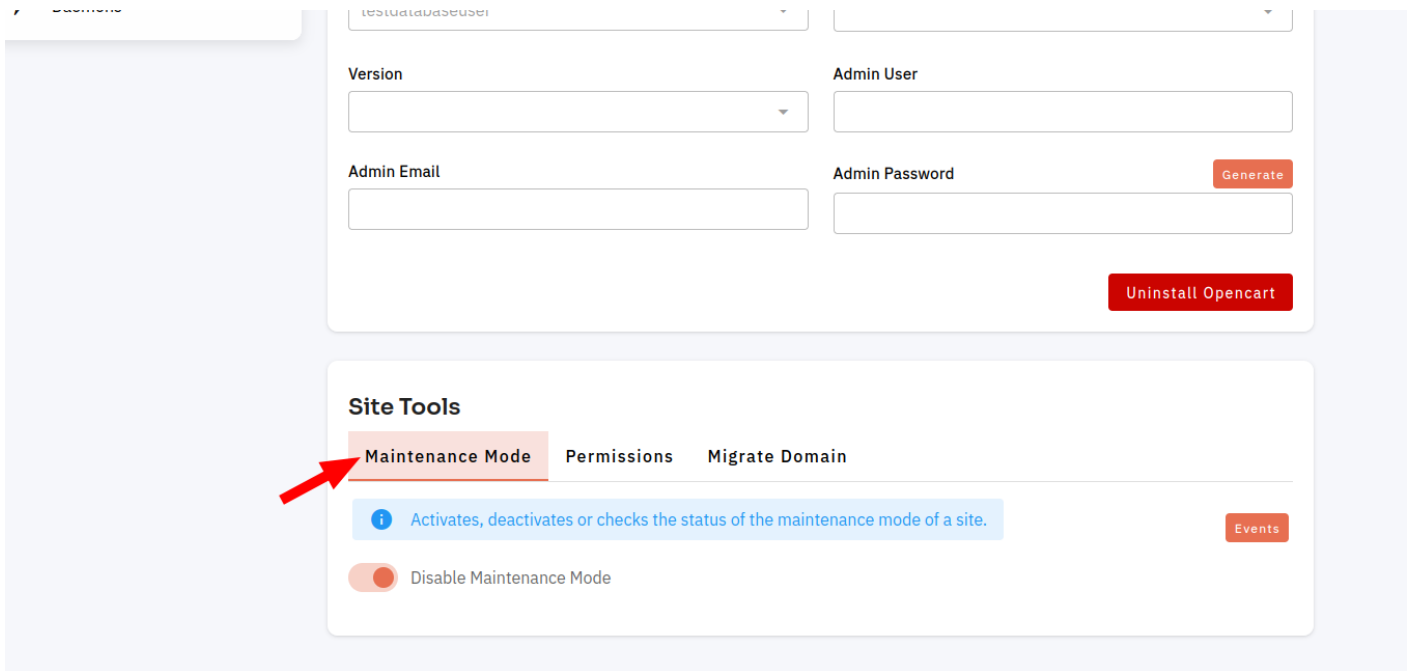 testdatabaseuser
Version
Admin User
Admin Email
Admin Password
Generate
Uninstall Opencart
Site Tools
Maintenance Mode
Permissions
Migrate Domain
Activates, deactivates or checks the status of the maintenance mode of a site.
Events
Disable Maintenance Mode